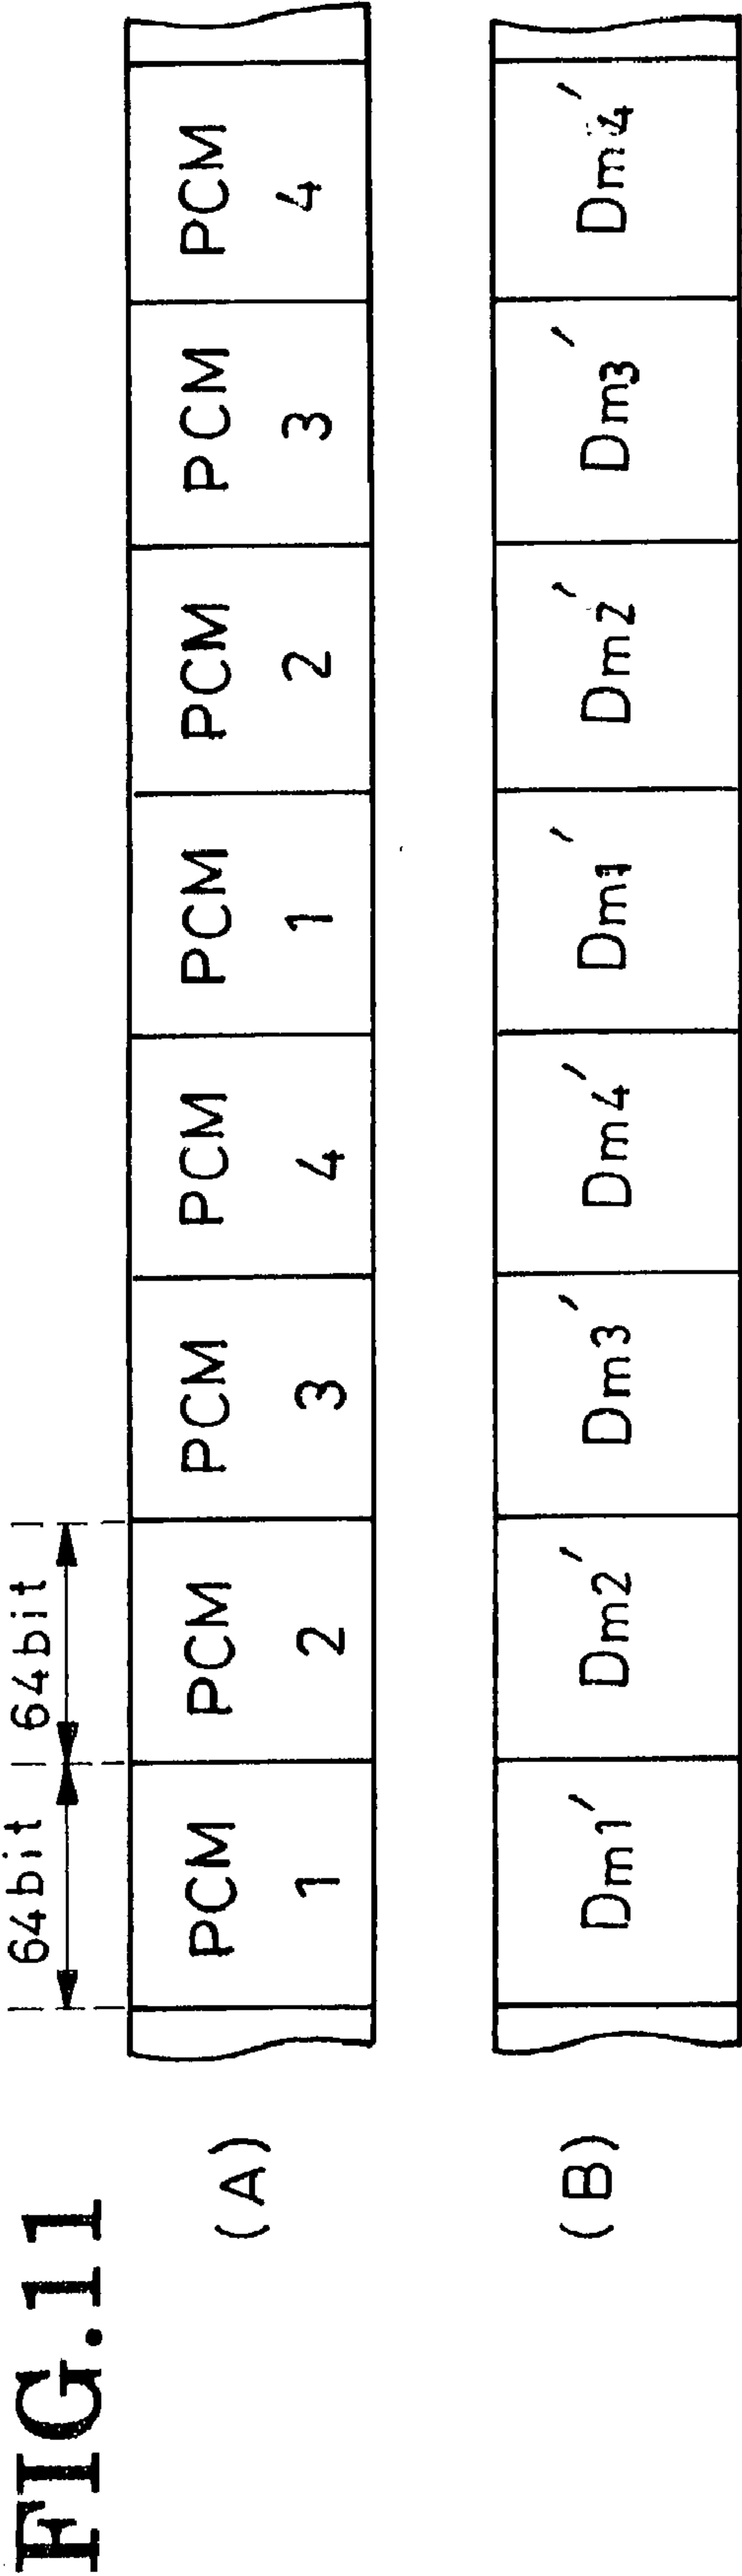 FIG.11
64bit 64bit
(A)
PCM 1
PCM 2
PCM 3
PCM 4
PCM 1
PCM 2
PCM 3
PCM 4
(B)
Dm1′
Dm2′
Dm3′
Dm4′
Dm1′
Dm2′
Dm3′
Dm4′